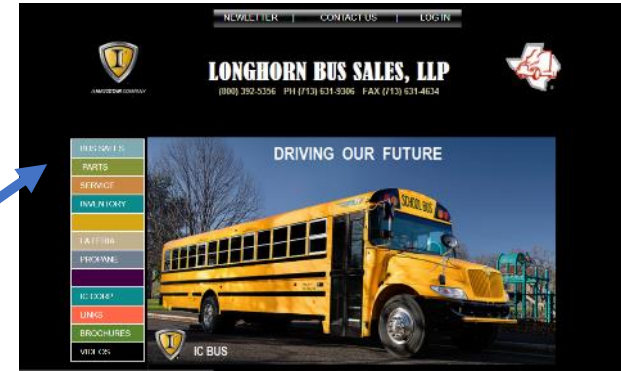 NEWLETTER | CONTACT US | LOG IN
LONGHORN BUS SALES, LLP
(800) 392-5356 PH (713) 631-9306 FAX (713) 631-4634
BUS SALES
PARTS
SERVICE
INVENTORY
PROPANE
IC CORP
LINKS
BROCHURES
VIDEOS
DRIVING OUR FUTURE
SCHOOL BUS
IC BUS